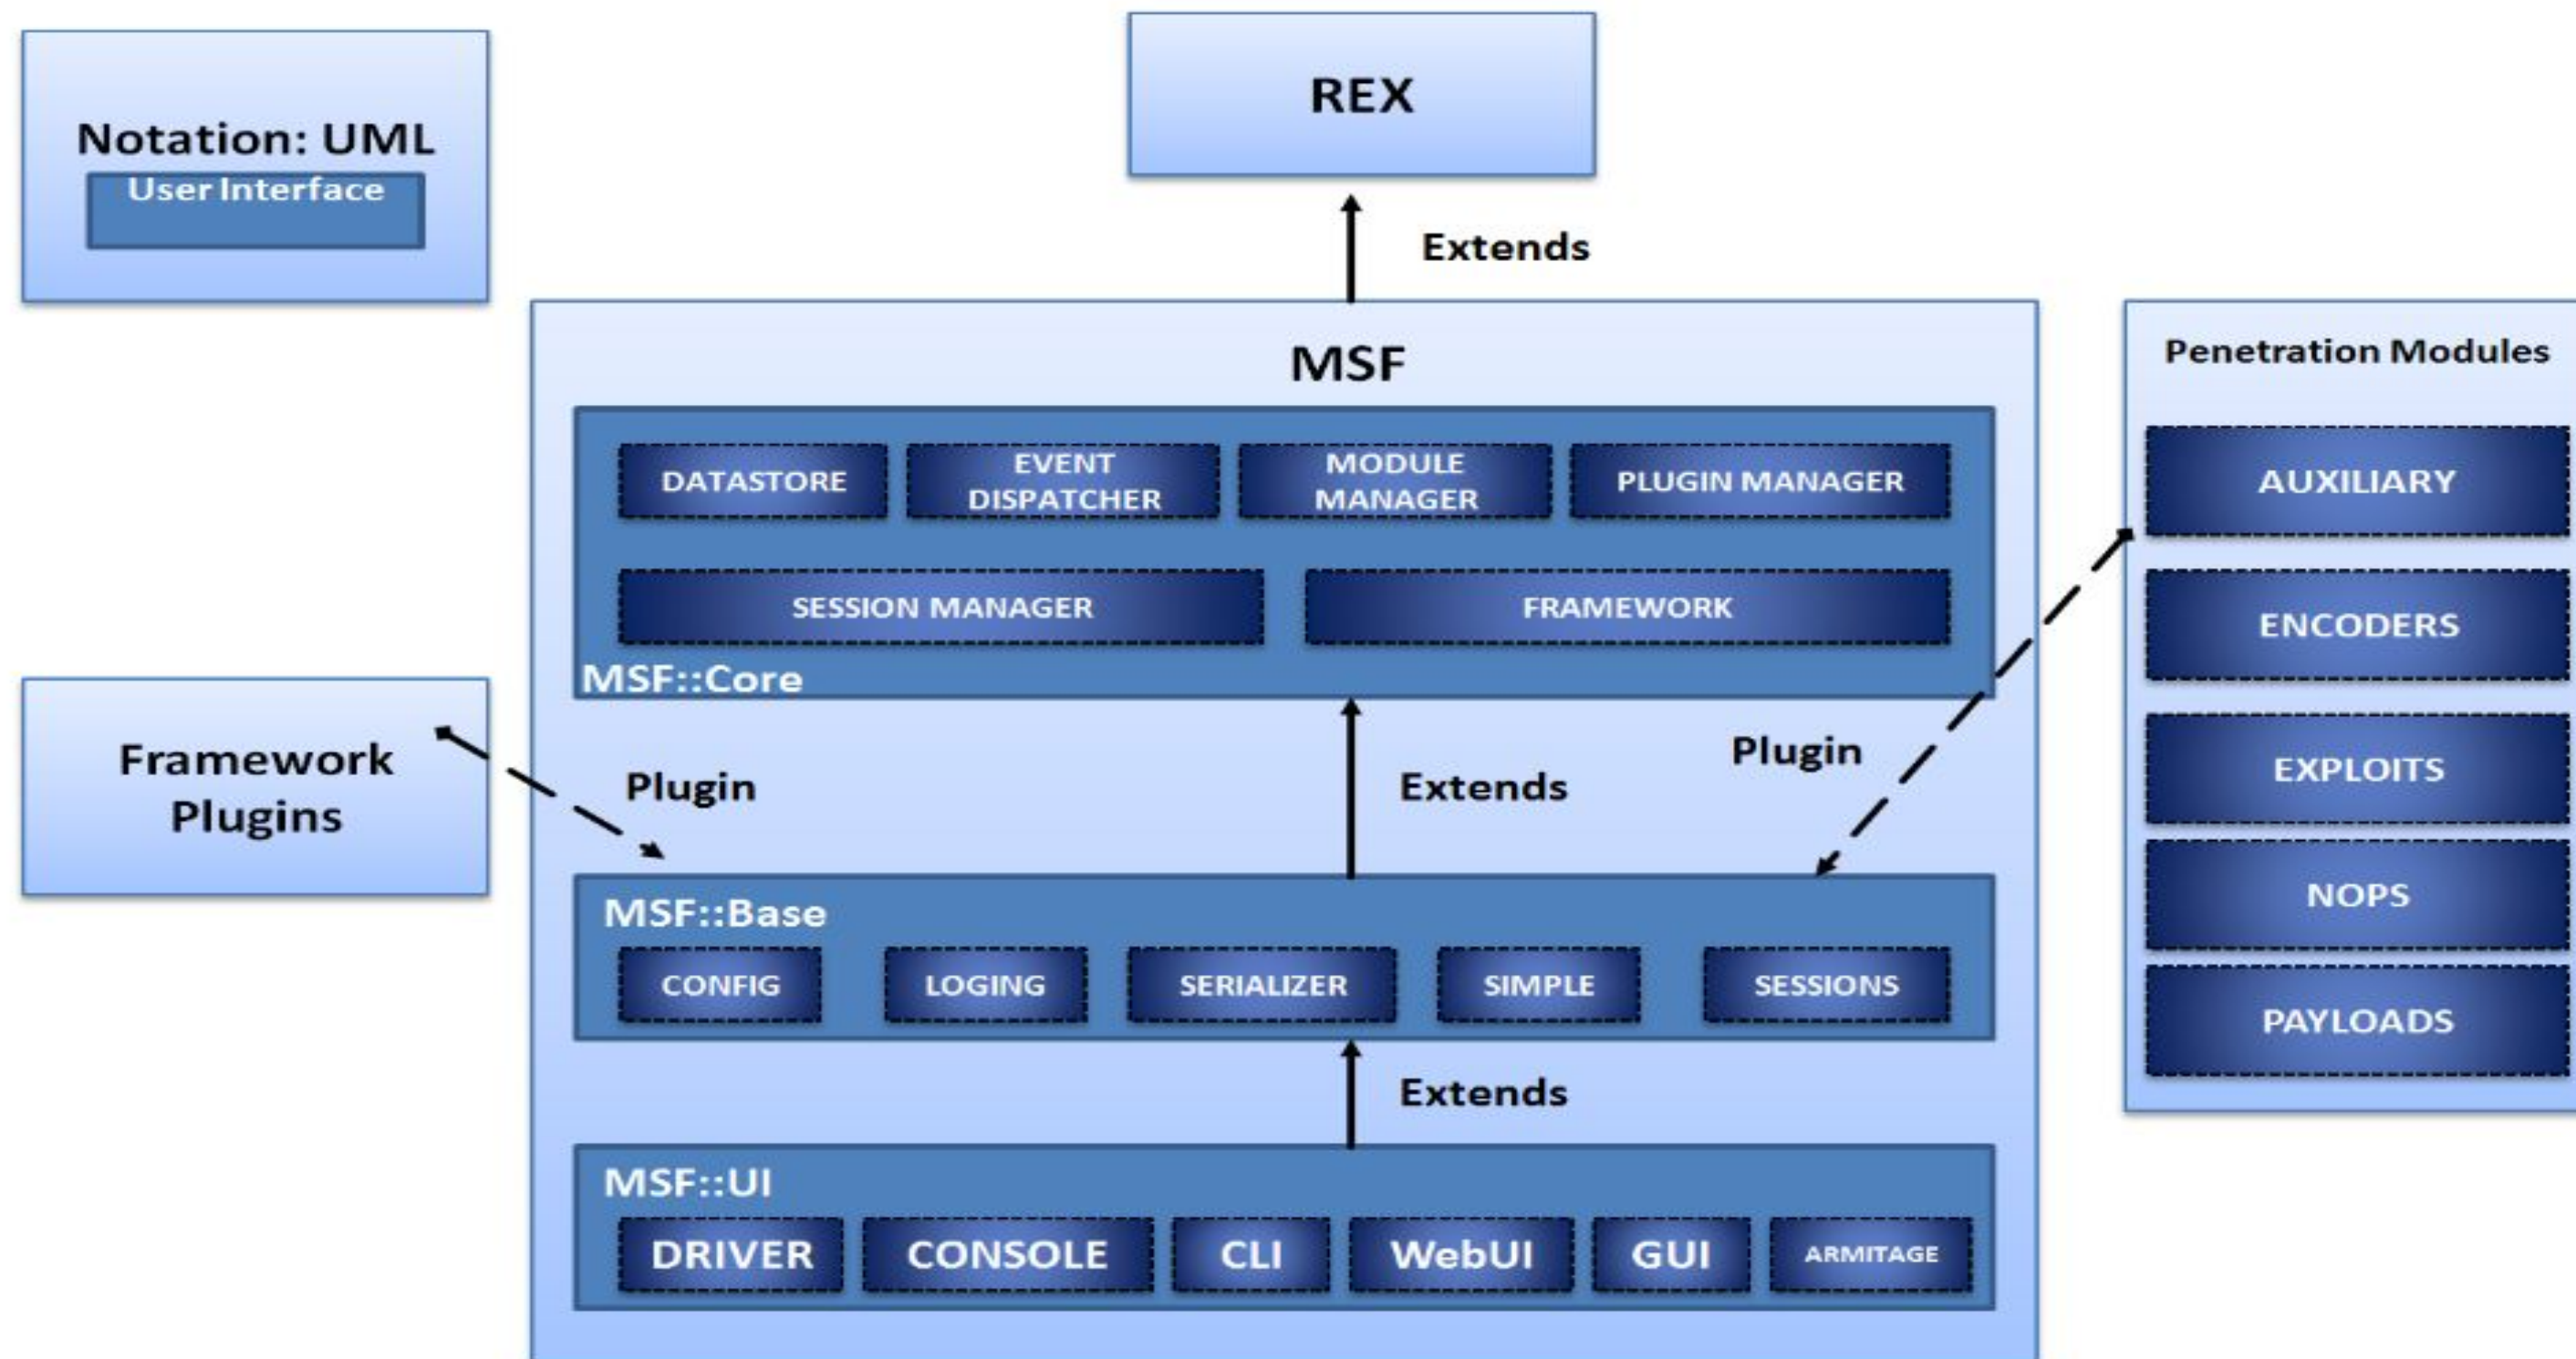 Notation: UML
User Interface
REX
Extends
MSF
DATASTORE
EVENT
DISPATCHER
MODULE
MANAGER
PLUGIN MANAGER
SESSION MANAGER
FRAMEWORK
MSF::Core
Framework
Plugins
Plugin
Extends
Plugin
MSF::Base
CONFIG
LOGING
SERIALIZER
SIMPLE
SESSIONS
Extends
MSF::UI
DRIVER
CONSOLE
CLI
WebUI
GUI
ARMITAGE
Penetration Modules
AUXILIARY
ENCODERS
EXPLOITS
NOPS
PAYLOADS